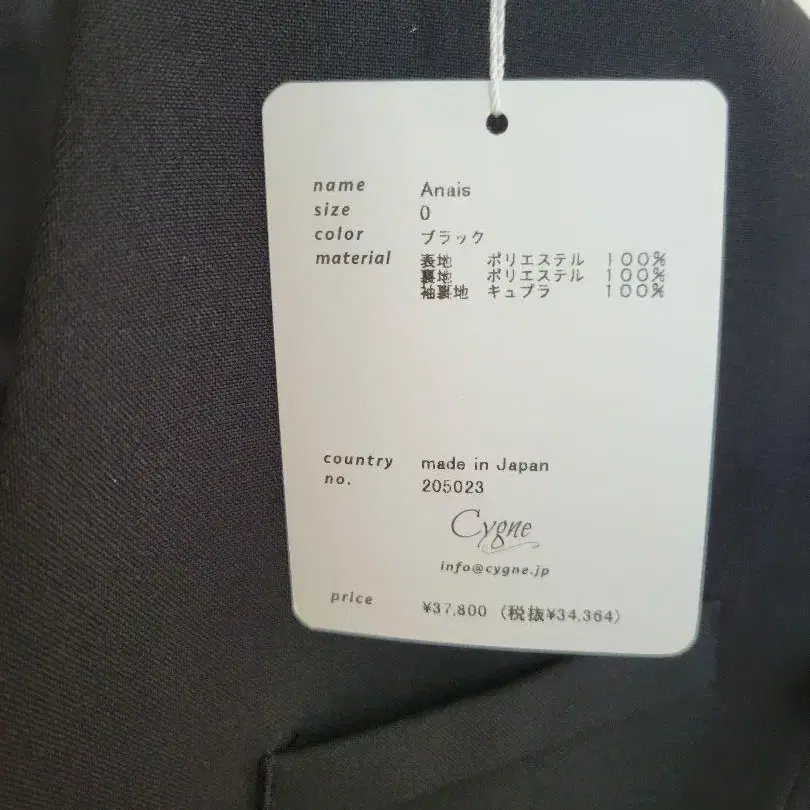 name Anais
size 0
color ブラック
material 表地 ポリエステル 100%
裏地 ポリエステル 100%
袖裏地 キュプラ 100%
country made in Japan
no. 205023
Cygne
info@cygne.jp
price ¥37,800 (税抜¥34,364)